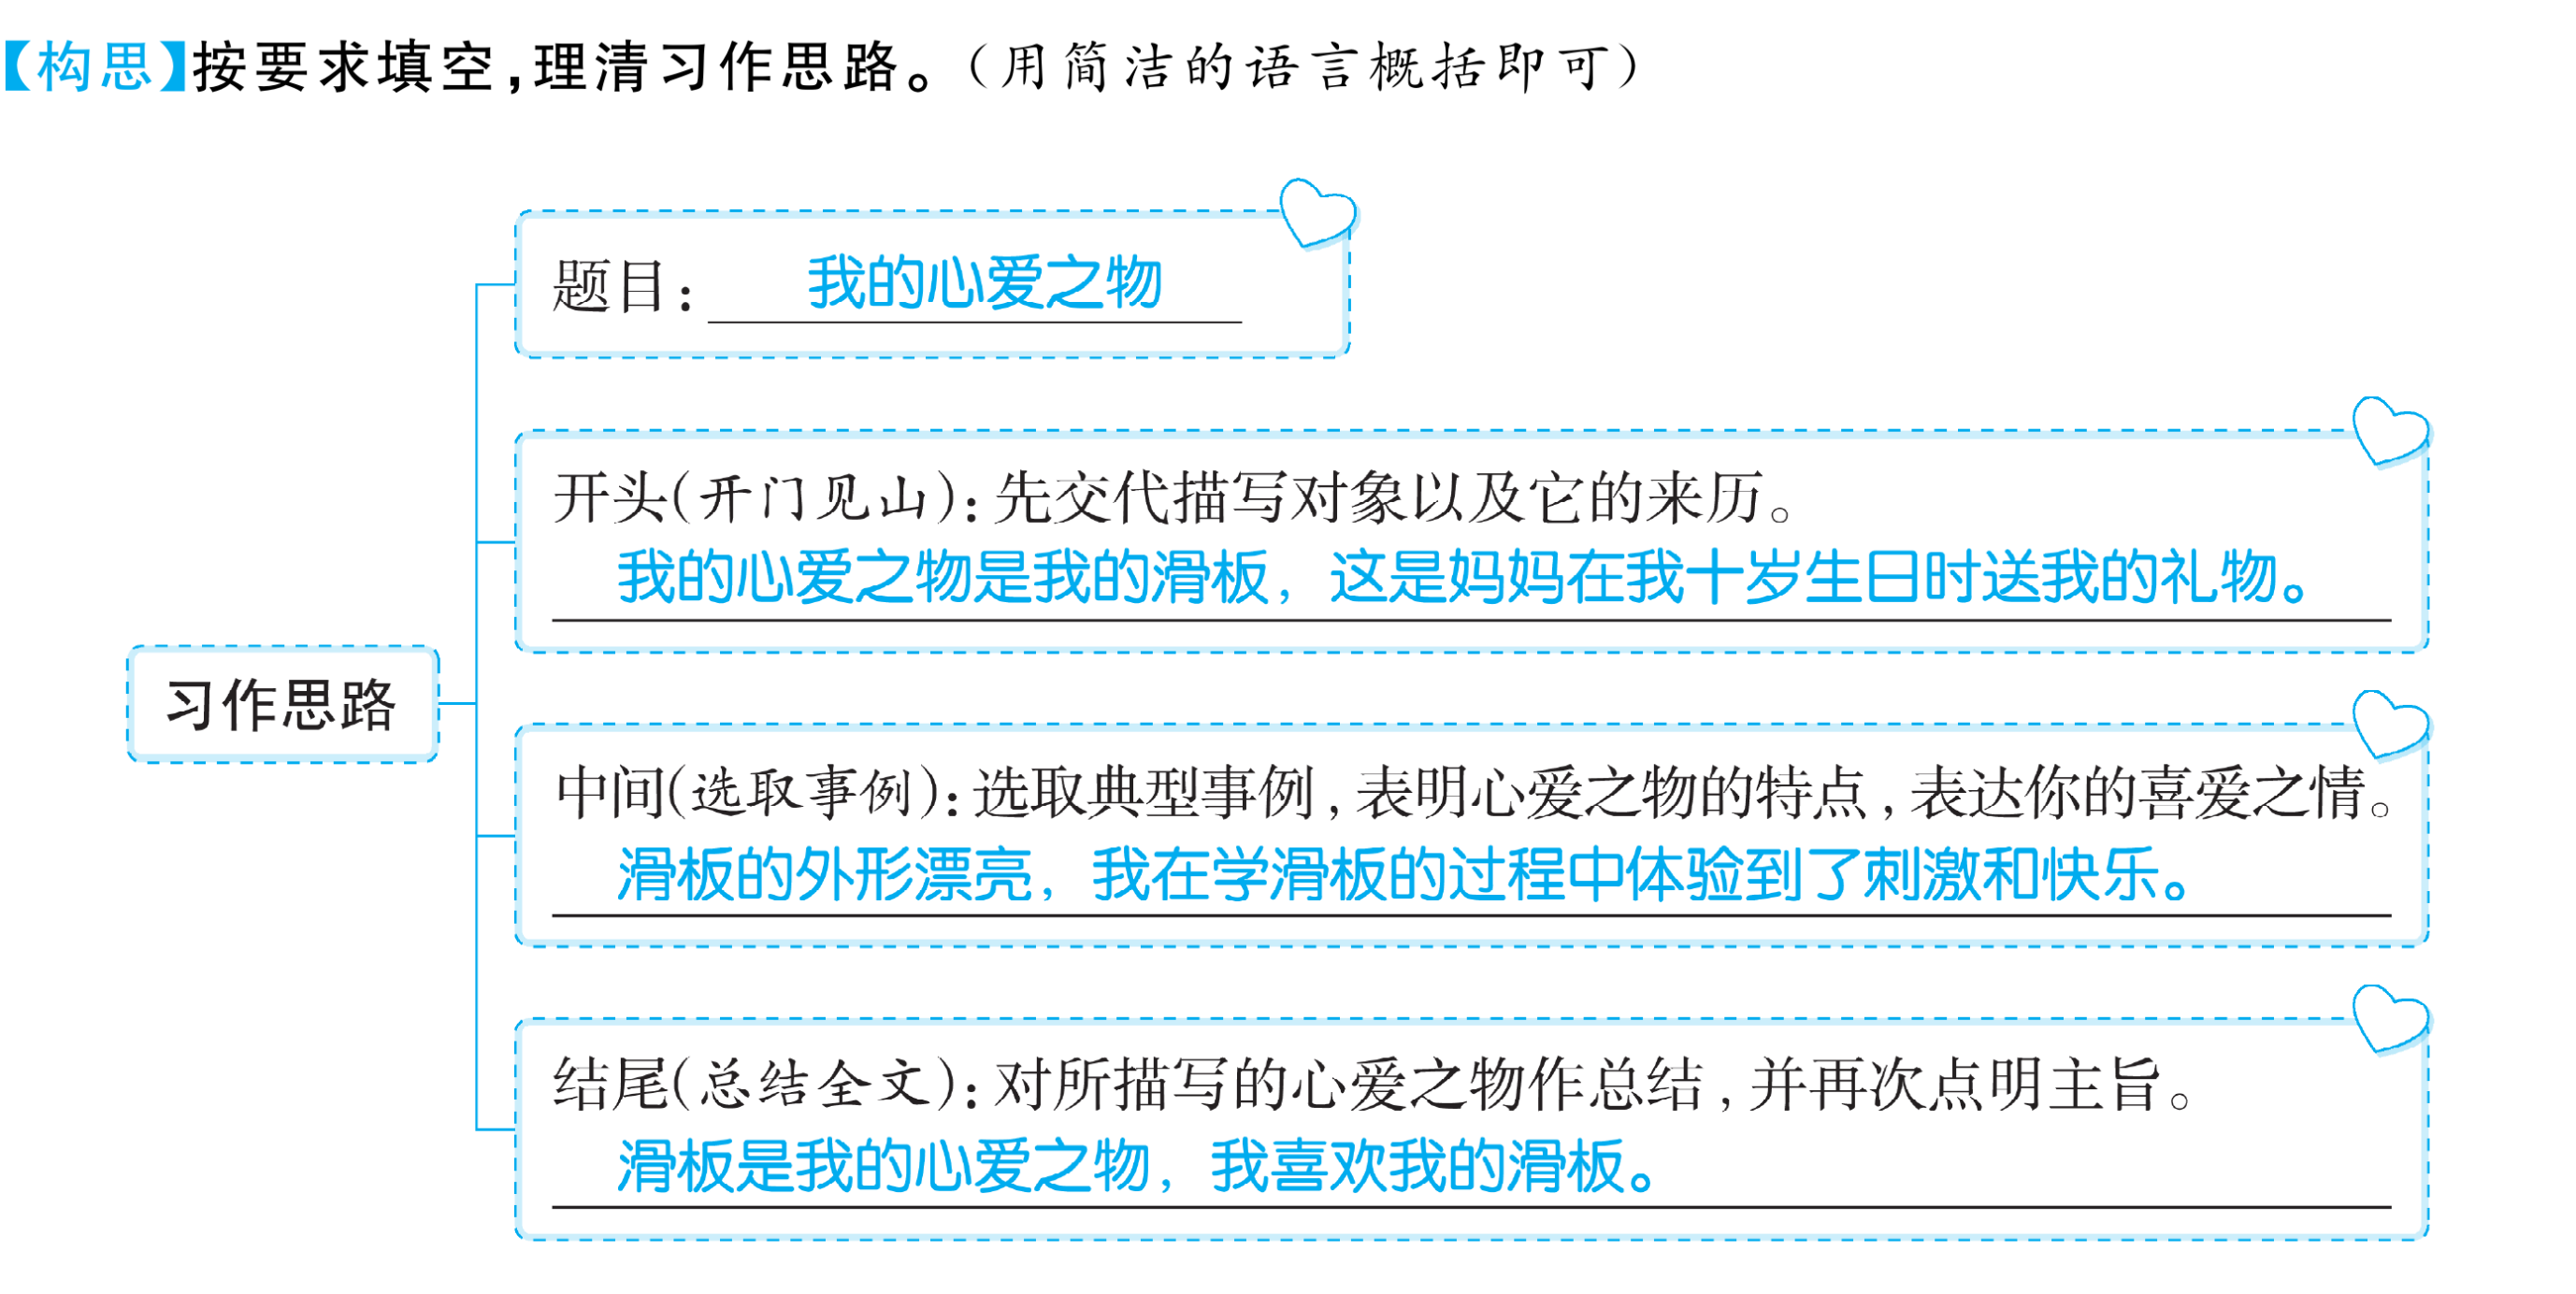 【构思】按要求填空,理清习作思路。(用简洁的语言概括即可)
题目:我的心爱之物
开头(开门见山):先交代描写对象以及它的来历。
我的心爱之物是我的滑板，这是妈妈在我十岁生日时送我的礼物。
习作思路
中间(选取事例):选取典型事例,表明心爱之物的特点,表达你的喜爱之情。
滑板的外形漂亮，我在学滑板的过程中体验到了刺激和快乐。
结尾(总结全文):对所描写的心爱之物作总结,并再次点明主旨。
滑板是我的心爱之物，我喜欢我的滑板。